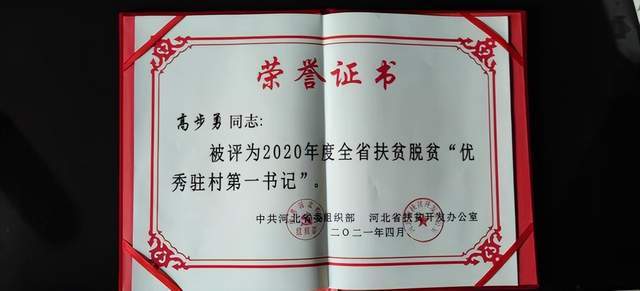 荣誉证书
高步勇同志:
被评为2020年度全省扶贫脱贫“优
秀驻村第一书记”。
中共河北省委组织部 河北省扶贫开发办公室
二〇二一年四月